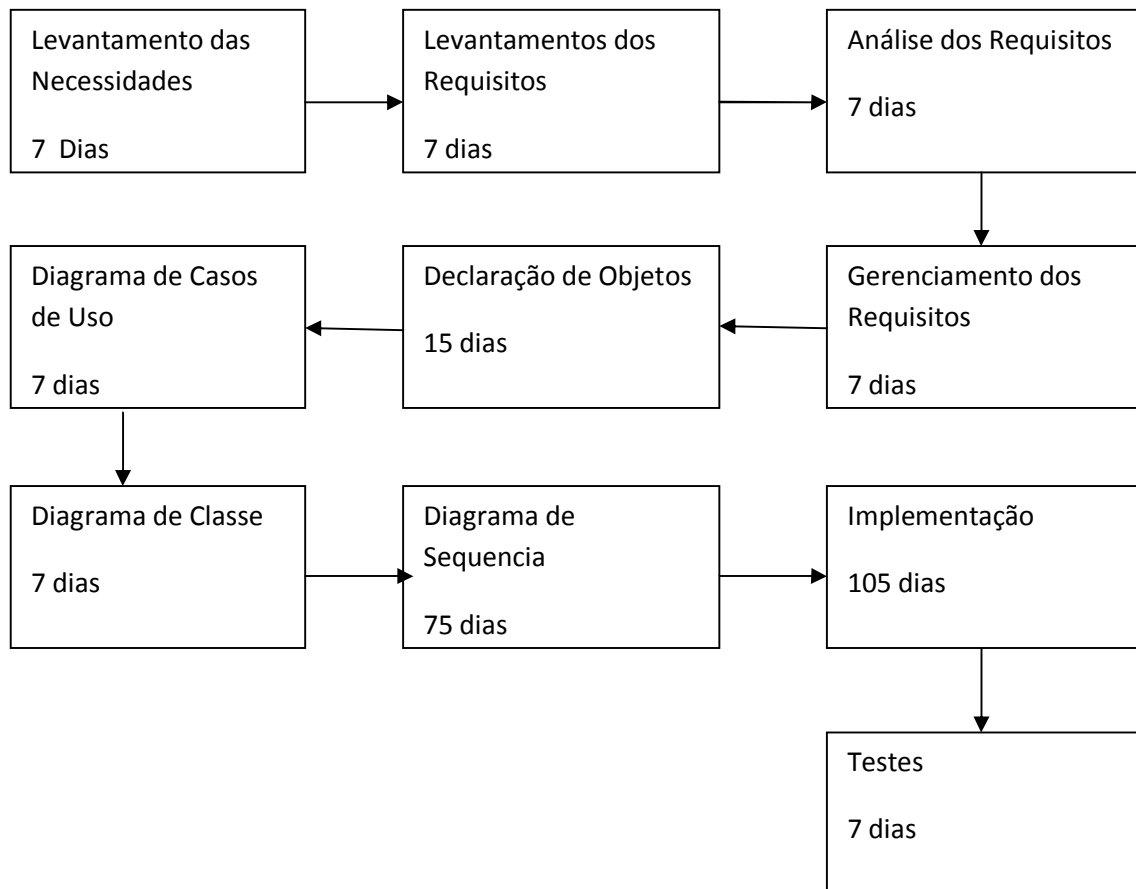 Levantamento das
Necessidades
7 Dias
Levantamentos dos
Requisitos
7 dias
Análise dos Requisitos
7 dias
Gerenciamento dos
Requisitos
7 dias
Declaração de Objetos
15 dias
Diagrama de Casos
de Uso
7 dias
Diagrama de Classe
7 dias
Diagrama de
Sequencia
75 dias
Implementação
105 dias
Testes
7 dias